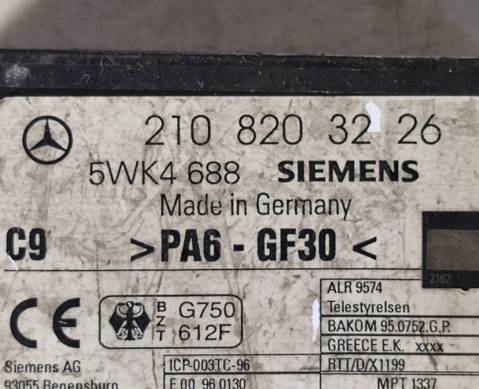 210 820 32 26
5WK4 688 SIEMENS
Made in Germany
C9 >PA6 - GF30 <
2162
CE
BZT G750 612F
ALR 9574
Telestyrelsen
BAKOM 95.0752.G.P.
GREECE E.K. xxxx
RTT/D/X1199
MPT 1337
Siemens AG
93055 Regensburg
ICP-003TC-96
F 00 96 0130